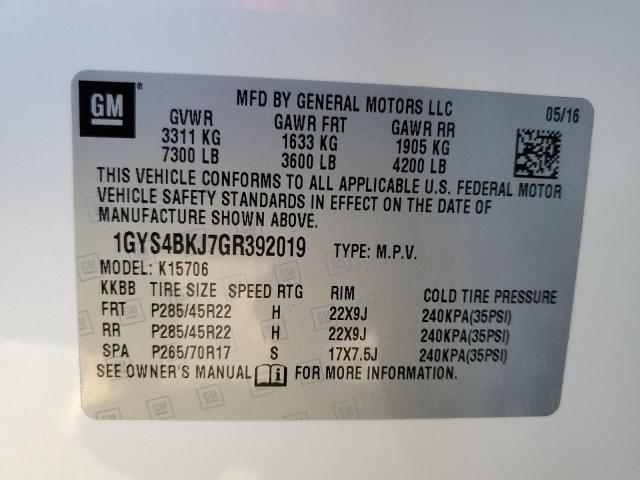 GM ®
MFD BY GENERAL MOTORS LLC 05/16
GVWR GAWR FRT GAWR RR
3311 KG 1633 KG 1905 KG
7300 LB 3600 LB 4200 LB
THIS VEHICLE CONFORMS TO ALL APPLICABLE U.S. FEDERAL MOTOR
VEHICLE SAFETY STANDARDS IN EFFECT ON THE DATE OF
MANUFACTURE SHOWN ABOVE.
1GYS4BKJ7GR392019 TYPE: M.P.V.
MODEL: K15706
KKBB TIRE SIZE SPEED RTG RIM COLD TIRE PRESSURE
FRT P285/45R22 H 22X9J 240KPA(35PSI)
RR P285/45R22 H 22X9J 240KPA(35PSI)
SPA P265/70R17 S 17X7.5J 240KPA(35PSI)
SEE OWNER'S MANUAL FOR MORE INFORMATION.